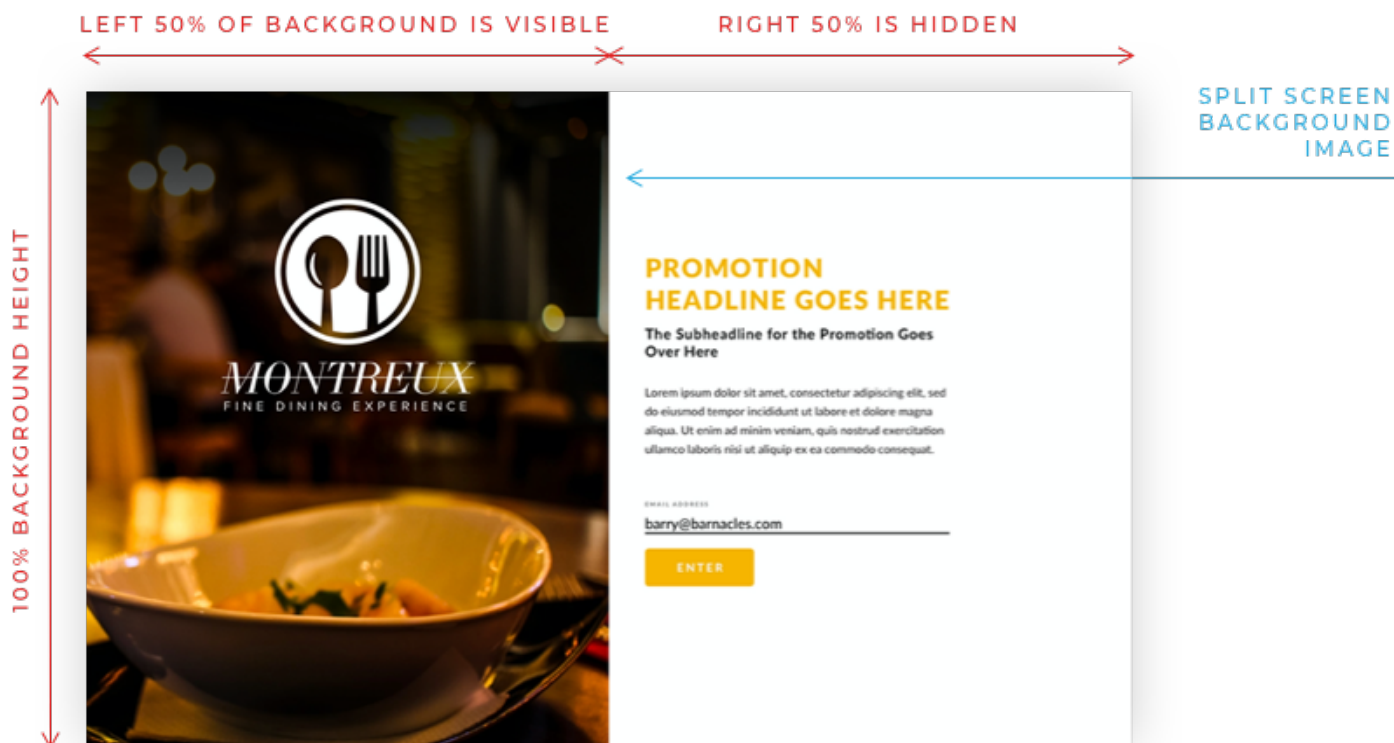 LEFT 50% OF BACKGROUND IS VISIBLE
RIGHT 50% IS HIDDEN
SPLIT SCREEN
BACKGROUND
IMAGE
100% BACKGROUND HEIGHT
MONTREUX
FINE DINING EXPERIENCE
PROMOTION
HEADLINE GOES HERE
The Subheadline for the Promotion Goes
Over Here
Lorem ipsum dolor sit amet, consectetur adipiscing elit, sed
do eiusmod tempor incididunt ut labore et dolore magna
aliqua. Ut enim ad minim veniam, quis nostrud exercitation
ullamco laboris nisi ut aliquip ex ea commodo consequat.
EMAIL ADDRESS
barry@barnacles.com
ENTER